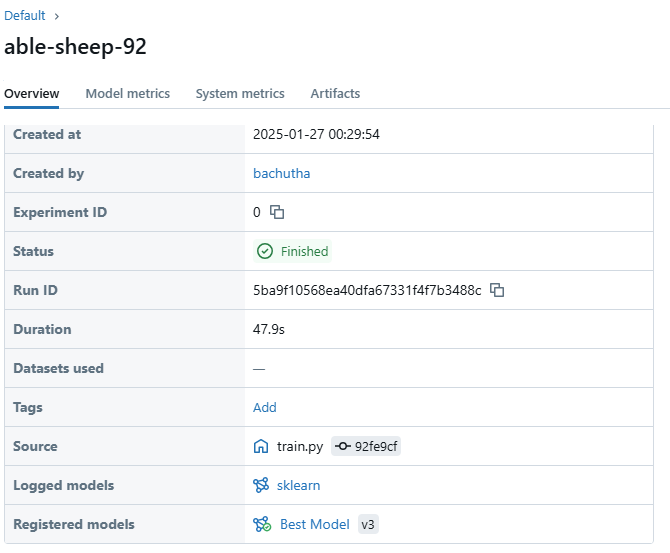 Default >
able-sheep-92
Overview Model metrics System metrics Artifacts
Created at 2025-01-27 00:29:54
Created by bachutha
Experiment ID 0
Status Finished
Run ID 5ba9f10568ea40dfa67331f4f7b3488c
Duration 47.9s
Datasets used —
Tags Add
Source train.py 92fe9cf
Logged models sklearn
Registered models Best Model v3